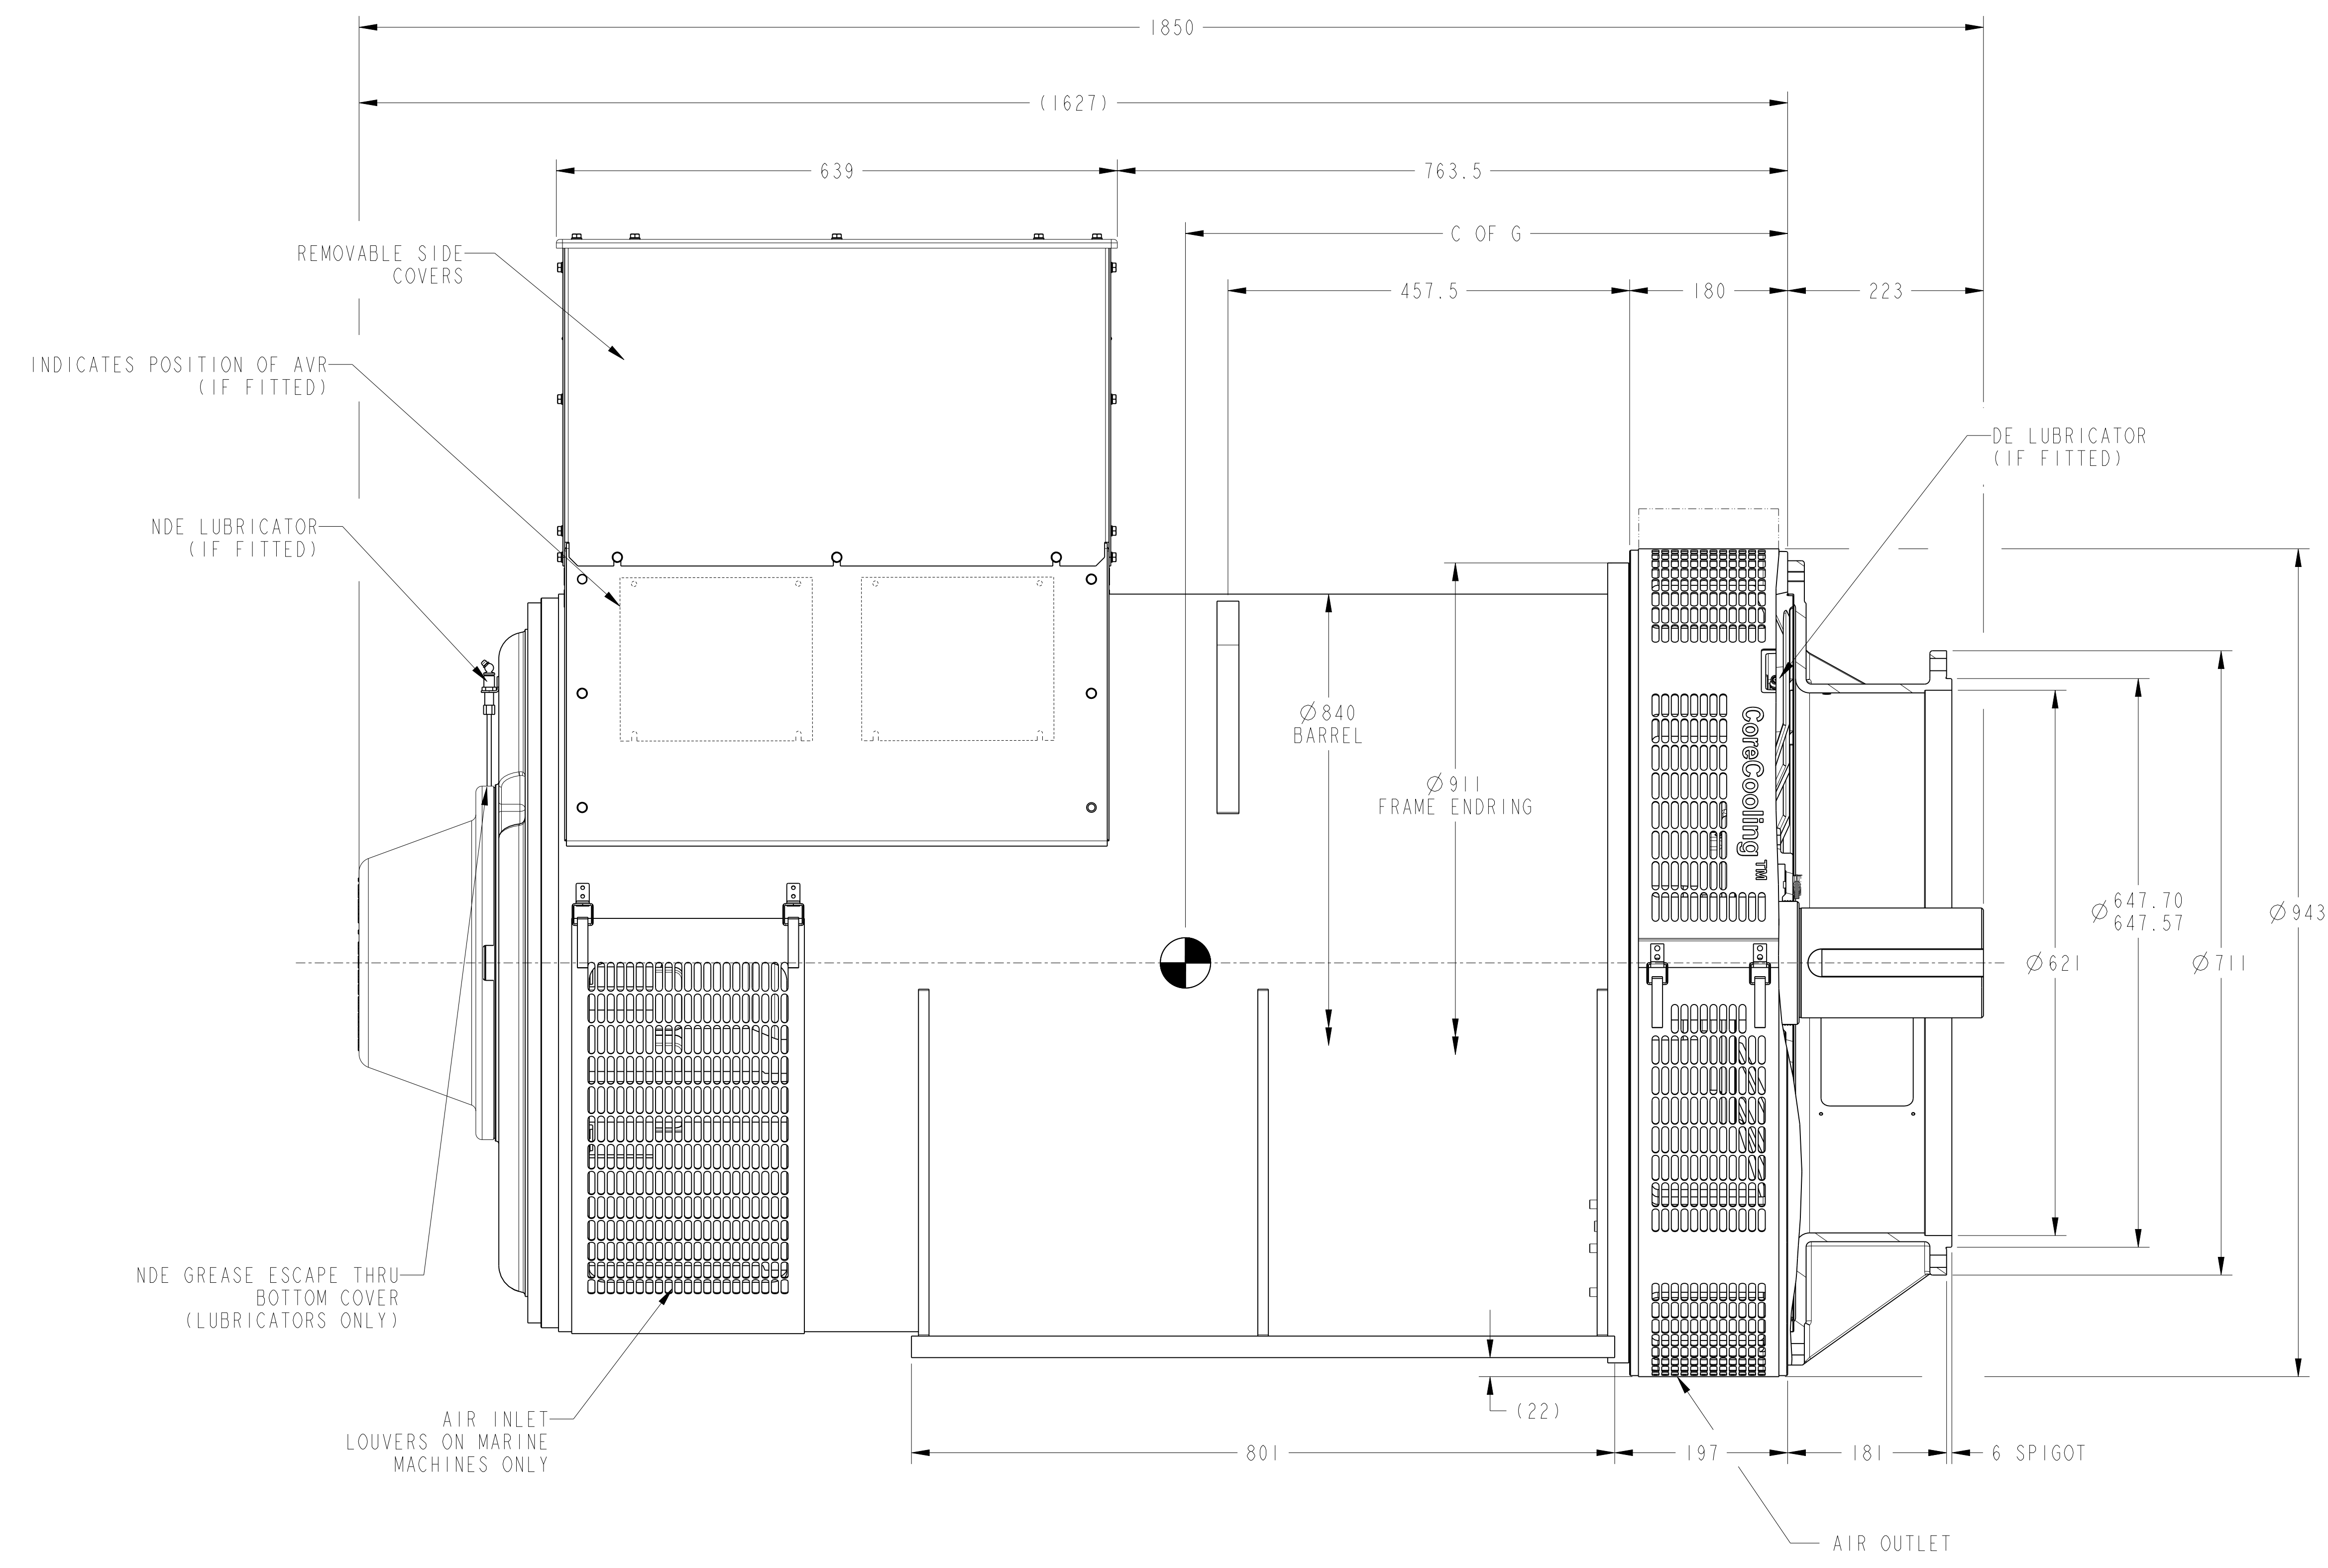 1850
(1627)
639
763.5
C OF G
REMOVABLE SIDE
COVERS
457.5
180
223
INDICATES POSITION OF AVR
(IF FITTED)
DE LUBRICATOR
(IF FITTED)
NDE LUBRICATOR
(IF FITTED)
Ø840
BARREL
Ø911
FRAME ENDRING
CoreCooling™
Ø647.70
647.57
Ø943
Ø621
Ø711
NDE GREASE ESCAPE THRU
BOTTOM COVER
(LUBRICATORS ONLY)
(22)
AIR INLET
LOUVERS ON MARINE
MACHINES ONLY
801
197
181
6 SPIGOT
AIR OUTLET